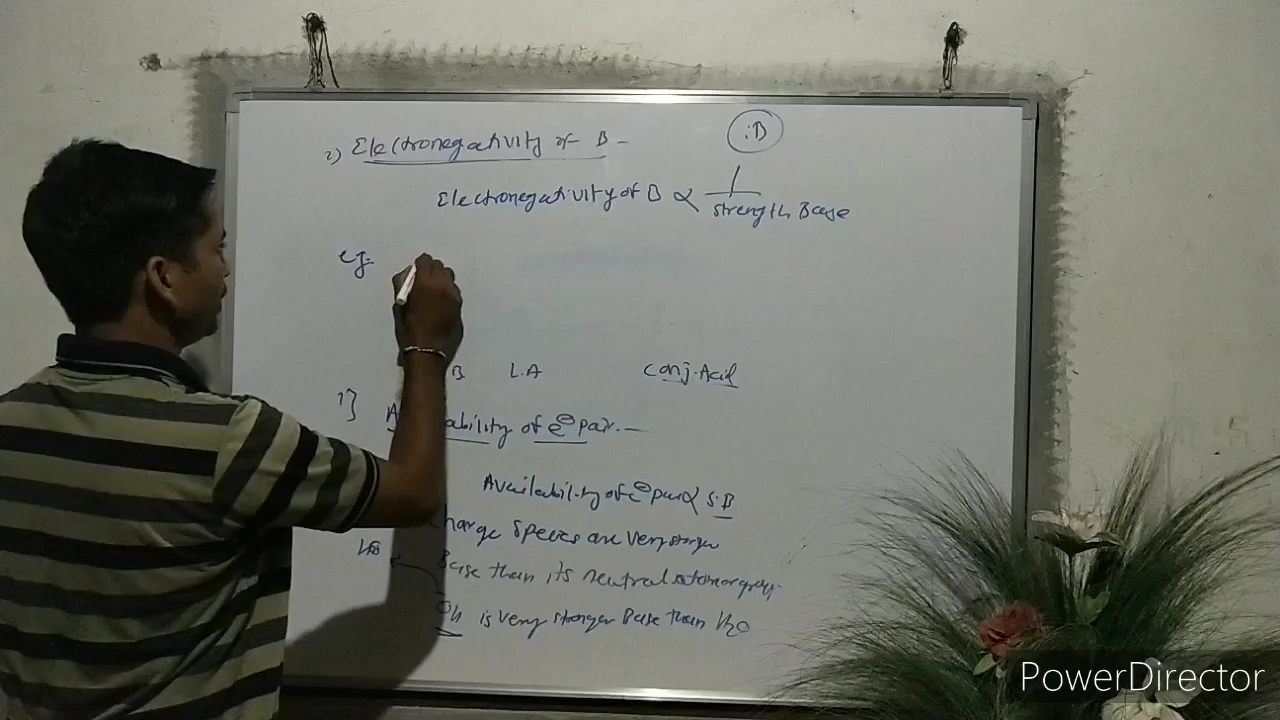 :B
2) Electronegativity of B -
Electronegativity of B ∝ 1/strength Base
eg.
B L.A Conj. Acid
1] ability of e⊖ pair. —
Availability of e⊖ pair ∝ S.B
charge species are very stronger
Base than its neutral atom or group.
OH is very stronger Base than H2O
PowerDirector